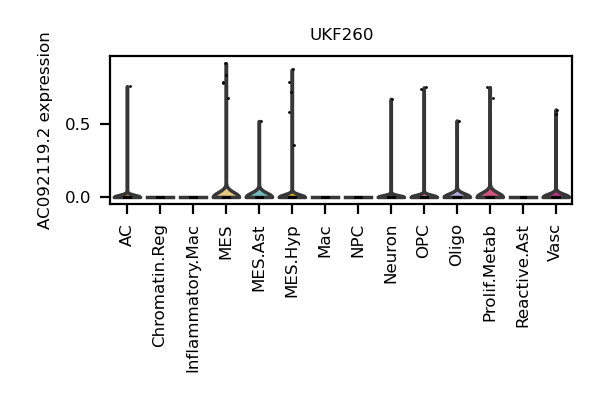 UKF260
AC092119.2 expression
0.5
0.0
AC
Chromatin.Reg
Inflammatory.Mac
MES
MES.Ast
MES.Hyp
Mac
NPC
Neuron
OPC
Oligo
Prolif.Metab
Reactive.Ast
Vasc